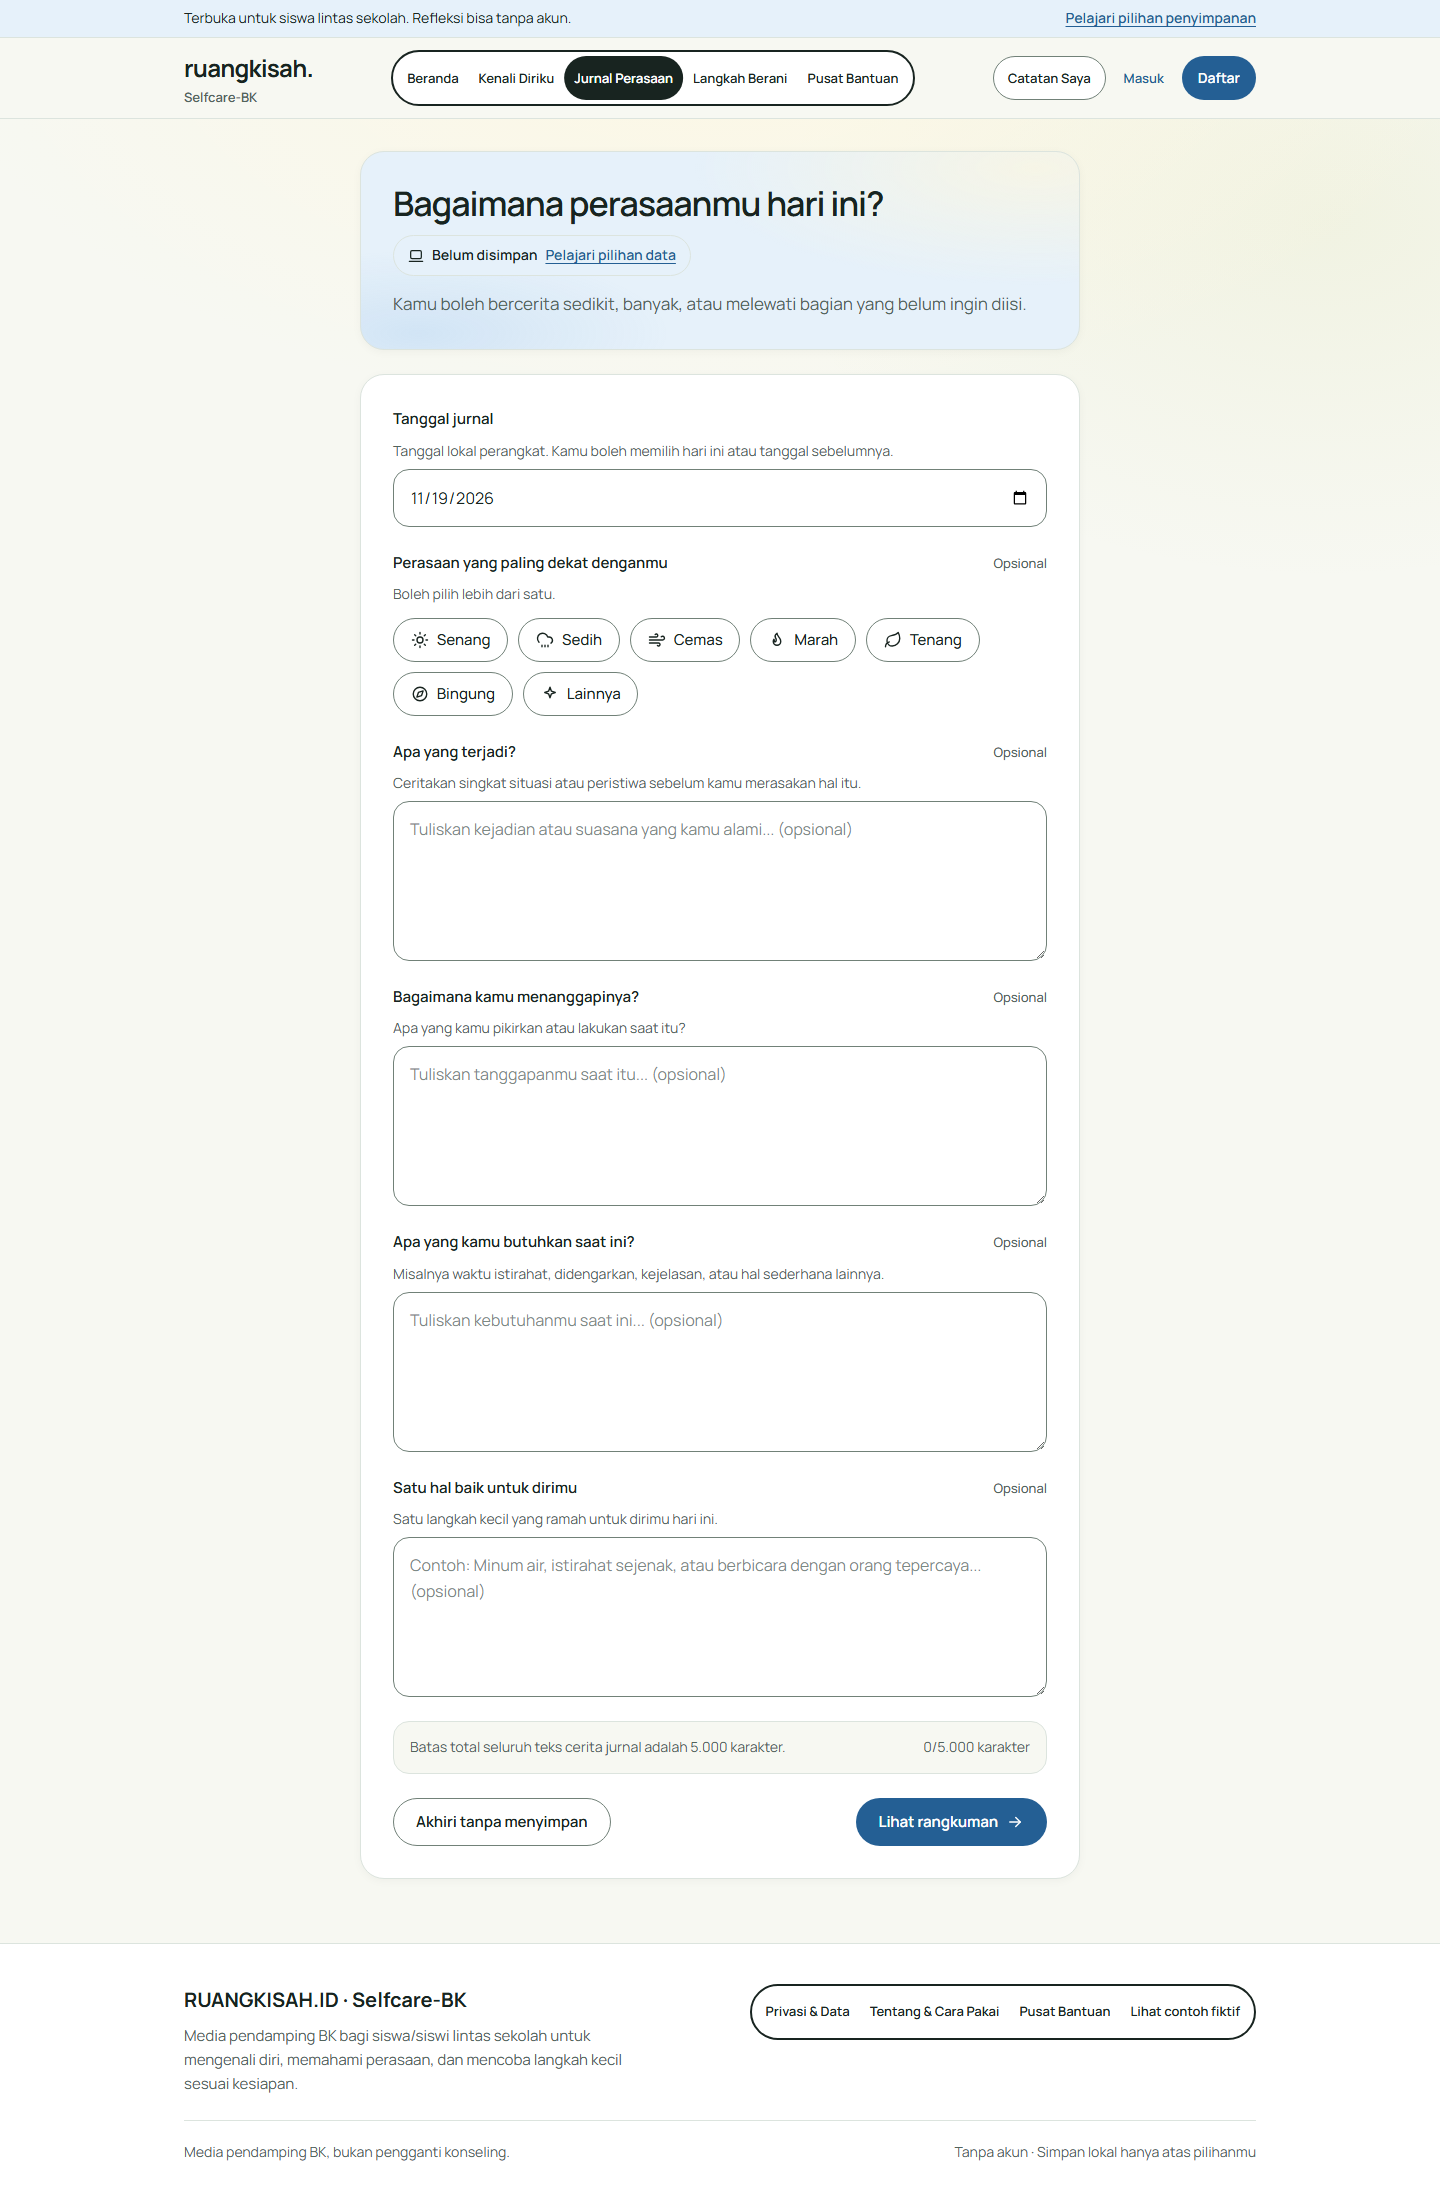 Terbuka untuk siswa lintas sekolah. Refleksi bisa tanpa akun.
Pelajari pilihan penyimpanan
ruangkisah.
Selfcare-BK
Beranda
Kenali Diriku
Jurnal Perasaan
Langkah Berani
Pusat Bantuan
Catatan Saya
Masuk
Daftar
Bagaimana perasaanmu hari ini?
Belum disimpan Pelajari pilihan data
Kamu boleh bercerita sedikit, banyak, atau melewati bagian yang belum ingin diisi.
Tanggal jurnal
Tanggal lokal perangkat. Kamu boleh memilih hari ini atau tanggal sebelumnya.
11/19/2026
Perasaan yang paling dekat denganmu
Opsional
Boleh pilih lebih dari satu.
Senang
Sedih
Cemas
Marah
Tenang
Bingung
Lainnya
Apa yang terjadi?
Opsional
Ceritakan singkat situasi atau peristiwa sebelum kamu merasakan hal itu.
Tuliskan kejadian atau suasana yang kamu alami... (opsional)
Bagaimana kamu menanggapinya?
Opsional
Apa yang kamu pikirkan atau lakukan saat itu?
Tuliskan tanggapanmu saat itu... (opsional)
Apa yang kamu butuhkan saat ini?
Opsional
Misalnya waktu istirahat, didengarkan, kejelasan, atau hal sederhana lainnya.
Tuliskan kebutuhanmu saat ini... (opsional)
Satu hal baik untuk dirimu
Opsional
Satu langkah kecil yang ramah untuk dirimu hari ini.
Contoh: Minum air, istirahat sejenak, atau berbicara dengan orang tepercaya...
(opsional)
Batas total seluruh teks cerita jurnal adalah 5.000 karakter.
0/5.000 karakter
Akhiri tanpa menyimpan
Lihat rangkuman
RUANGKISAH.ID · Selfcare-BK
Media pendamping BK bagi siswa/siswi lintas sekolah untuk
mengenali diri, memahami perasaan, dan mencoba langkah kecil
sesuai kesiapan.
Privasi & Data
Tentang & Cara Pakai
Pusat Bantuan
Lihat contoh fiktif
Media pendamping BK, bukan pengganti konseling.
Tanpa akun · Simpan lokal hanya atas pilihanmu